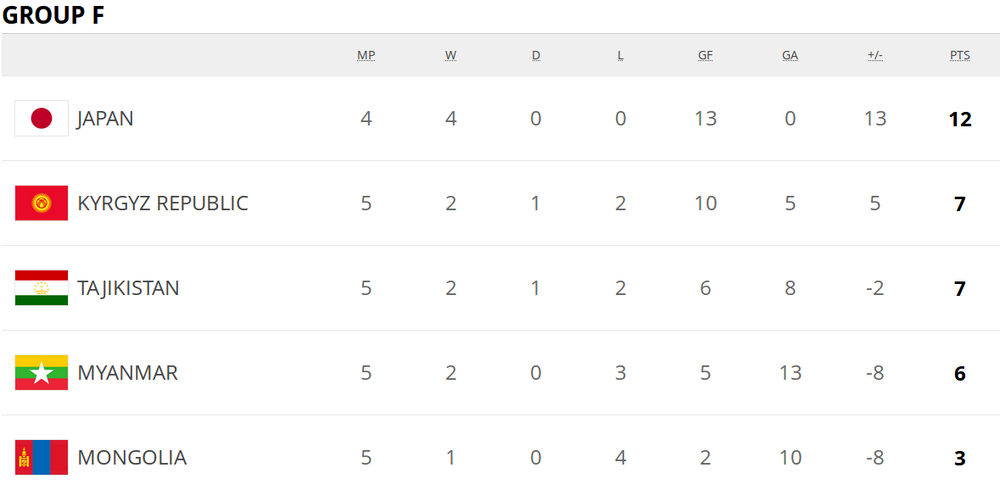 GROUP F
MP W D L GF GA +/- PTS
JAPAN 4 4 0 0 13 0 13 12
KYRGYZ REPUBLIC 5 2 1 2 10 5 5 7
TAJIKISTAN 5 2 1 2 6 8 -2 7
MYANMAR 5 2 0 3 5 13 -8 6
MONGOLIA 5 1 0 4 2 10 -8 3